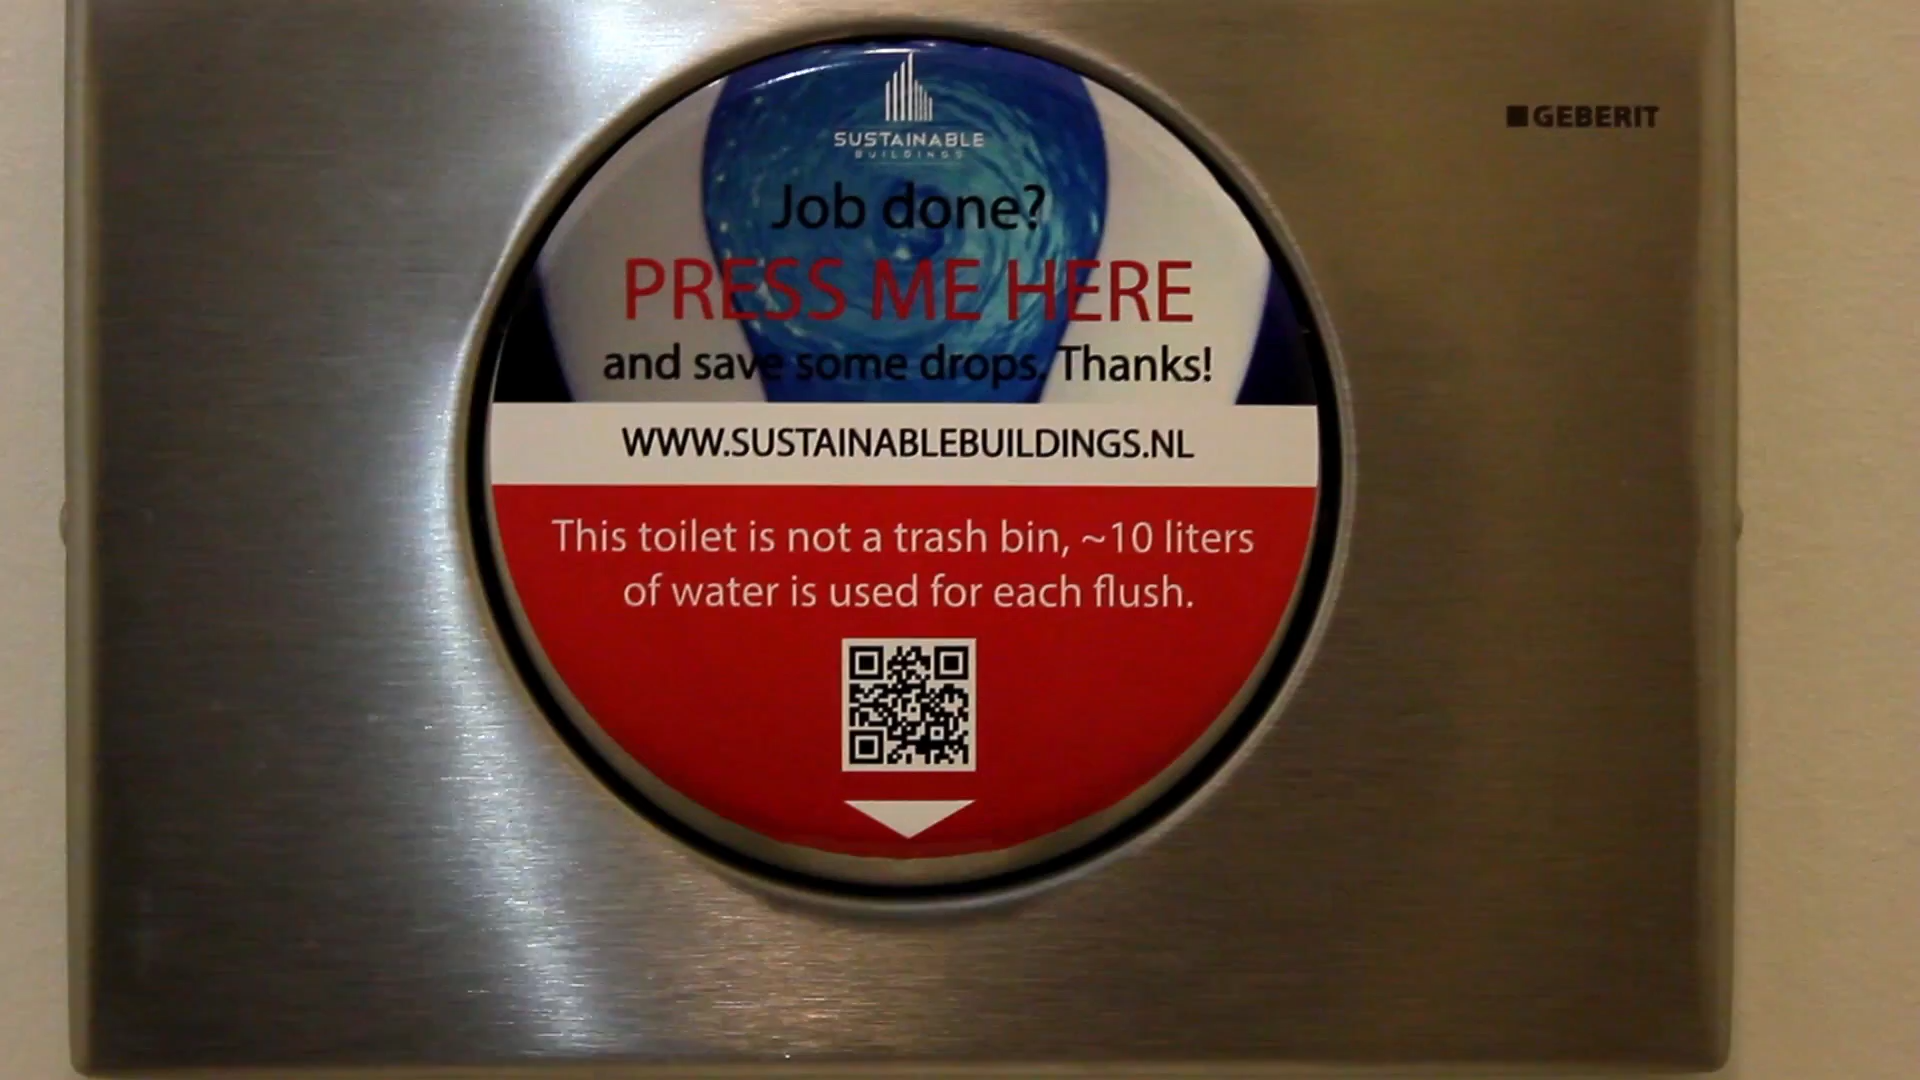 SUSTAINABLE
BUILDINGS
GEBERIT
Job done?
PRESS ME HERE
and save some drops. Thanks!
WWW.SUSTAINABLEBUILDINGS.NL
This toilet is not a trash bin, ~10 liters
of water is used for each flush.